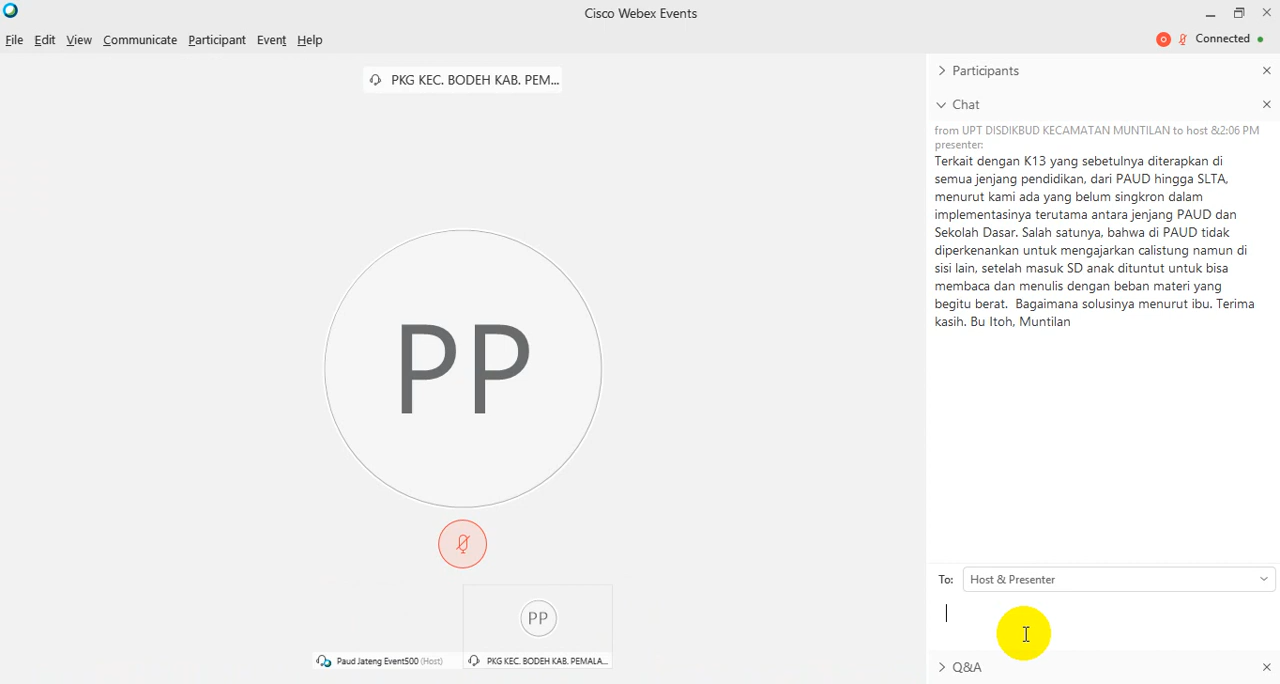 Cisco Webex Events
File Edit View Communicate Participant Event Help
Connected
PKG KEC. BODEH KAB. PEM...
PP
PP
Paud Jateng Event500 (Host)
PKG KEC. BODEH KAB. PEMALA...
Participants
Chat
from UPT DISDIKBUD KECAMATAN MUNTILAN to host &2:06 PM
presenter:
Terkait dengan K13 yang sebetulnya diterapkan di
semua jenjang pendidikan, dari PAUD hingga SLTA,
menurut kami ada yang belum singkron dalam
implementasinya terutama antara jenjang PAUD dan
Sekolah Dasar. Salah satunya, bahwa di PAUD tidak
diperkenankan untuk mengajarkan calistung namun di
sisi lain, setelah masuk SD anak dituntut untuk bisa
membaca dan menulis dengan beban materi yang
begitu berat. Bagaimana solusinya menurut ibu. Terima
kasih. Bu Itoh, Muntilan
To: Host & Presenter
Q&A